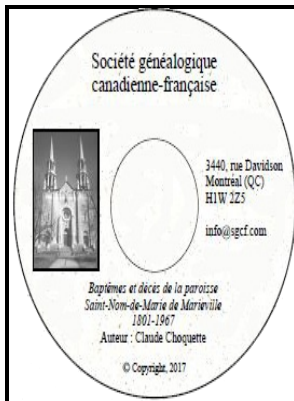 Société généalogique
canadienne-française
3440, rue Davidson
Montréal (QC)
H1W 2Z5
info@sgcf.com
Baptêmes et décès de la paroisse
Saint-Nom-de-Marie de Marieville
1801-1967
Auteur : Claude Choquette
© Copyright, 2017